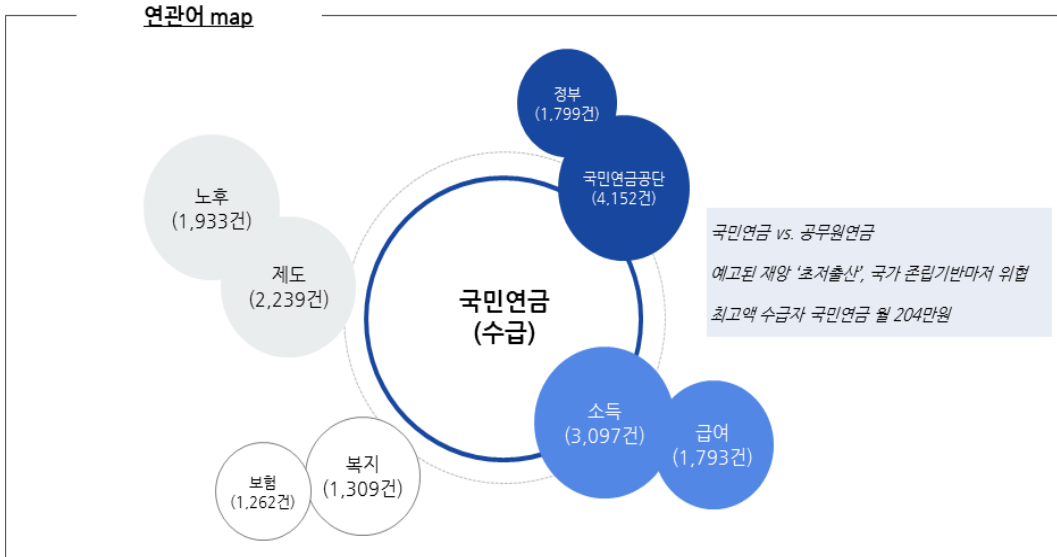 연관어 map
정부
(1,799건)
국민연금공단
(4,152건)
노후
(1,933건)
제도
(2,239건)
국민연금
(수급)
국민연금 vs. 공무원연금
예고된 재앙 ‘초저출산’, 국가 존립기반마저 위협
최고액 수급자 국민연금 월 204만원
소득
(3,097건)
급여
(1,793건)
복지
(1,309건)
보험
(1,262건)